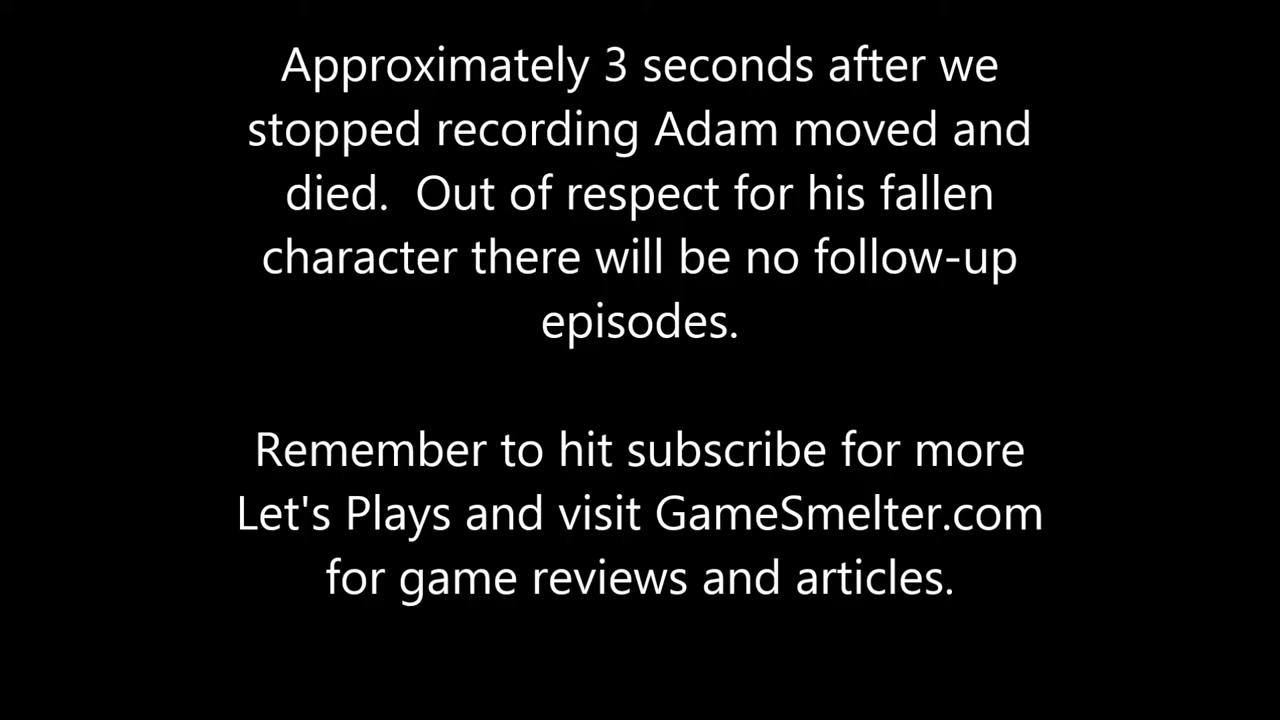 Approximately 3 seconds after we
stopped recording Adam moved and
died.  Out of respect for his fallen
character there will be no follow-up
episodes.
Remember to hit subscribe for more
Let's Plays and visit GameSmelter.com
for game reviews and articles.